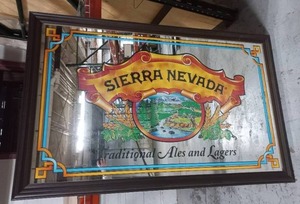 SIERRA NEVADA
Traditional Ales and Lagers